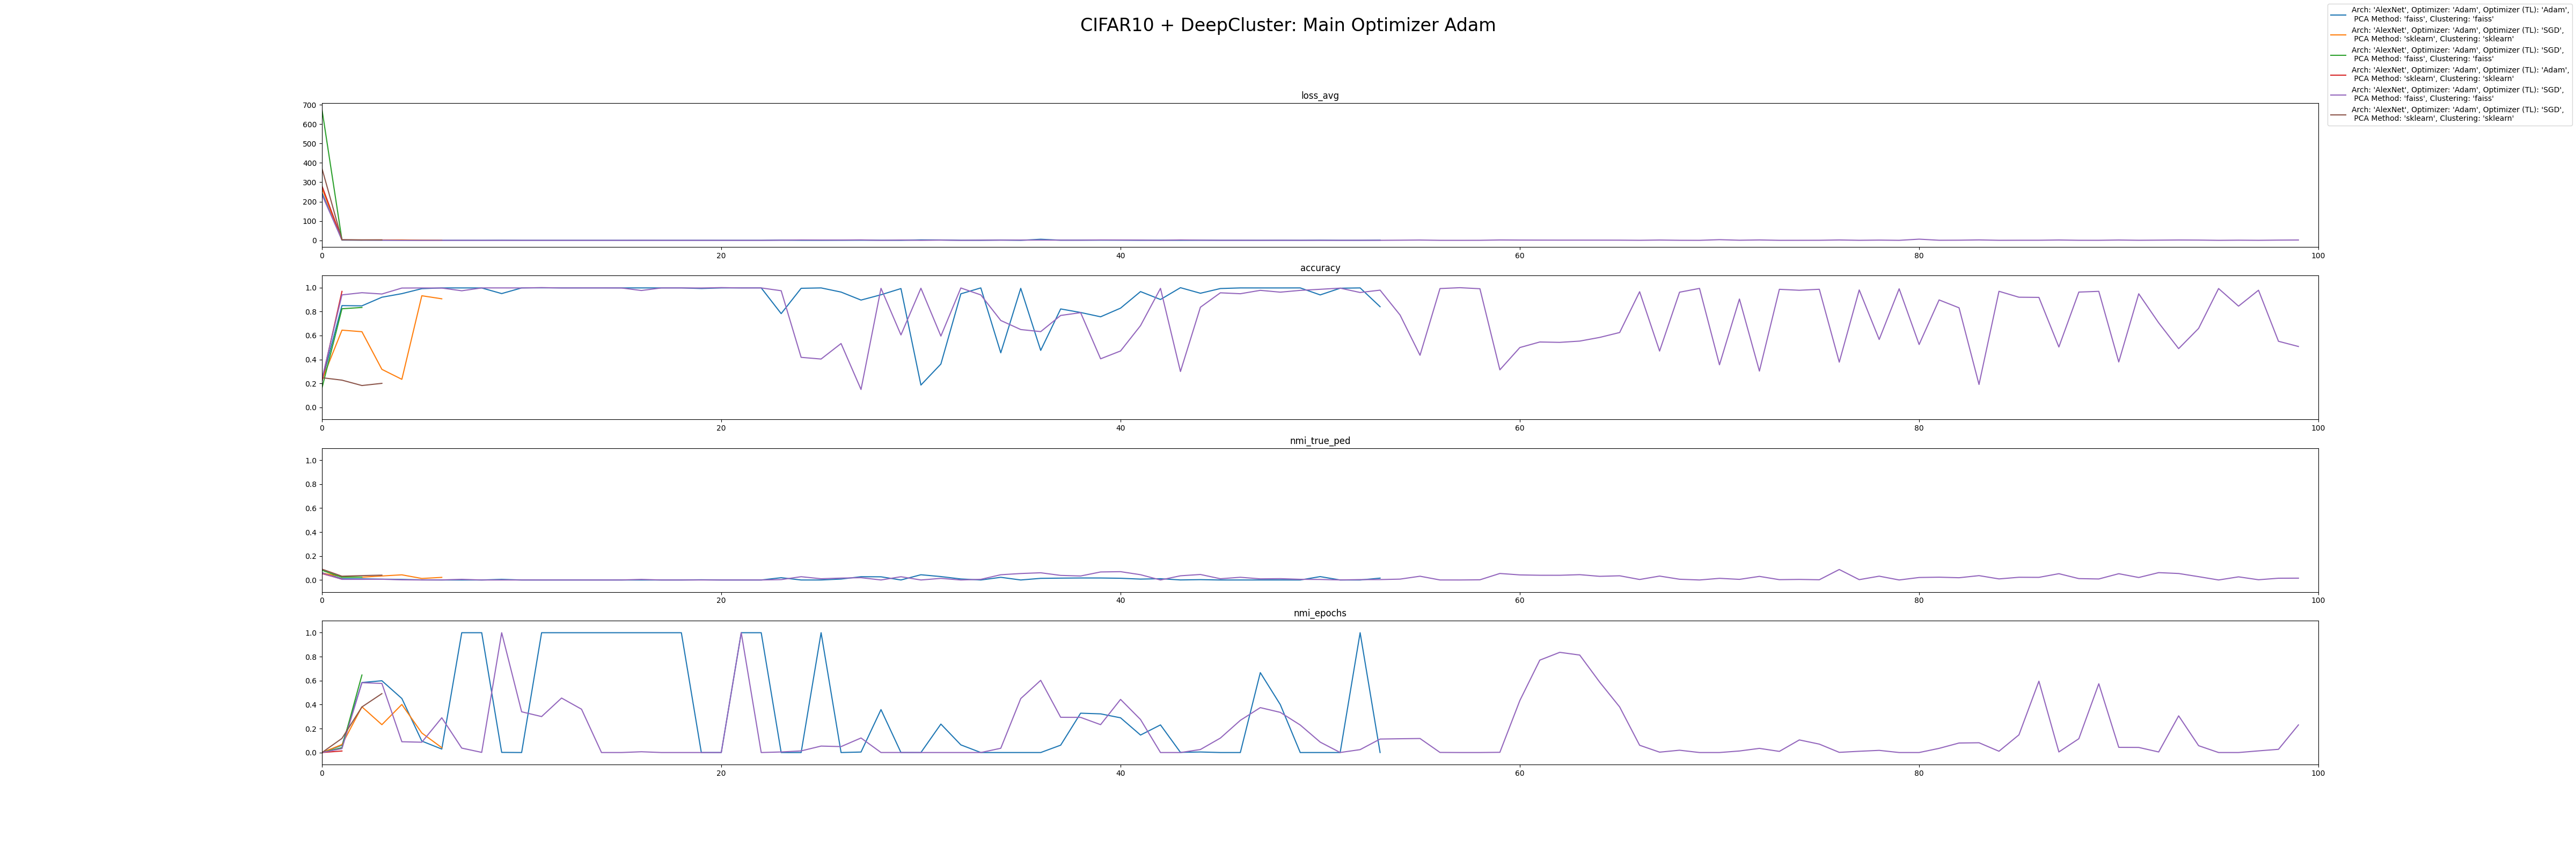 CIFAR10 + DeepCluster: Main Optimizer Adam
Arch: 'AlexNet', Optimizer: 'Adam', Optimizer (TL): 'Adam',
PCA Method: 'faiss', Clustering: 'faiss'
Arch: 'AlexNet', Optimizer: 'Adam', Optimizer (TL): 'SGD',
PCA Method: 'sklearn', Clustering: 'sklearn'
Arch: 'AlexNet', Optimizer: 'Adam', Optimizer (TL): 'SGD',
PCA Method: 'faiss', Clustering: 'faiss'
Arch: 'AlexNet', Optimizer: 'Adam', Optimizer (TL): 'Adam',
PCA Method: 'sklearn', Clustering: 'sklearn'
Arch: 'AlexNet', Optimizer: 'Adam', Optimizer (TL): 'SGD',
PCA Method: 'faiss', Clustering: 'faiss'
Arch: 'AlexNet', Optimizer: 'Adam', Optimizer (TL): 'SGD',
PCA Method: 'sklearn', Clustering: 'sklearn'
loss_avg
700
600
500
400
300
200
100
0
0 20 40 60 80 100
accuracy
1.0
0.8
0.6
0.4
0.2
0.0
0 20 40 60 80 100
nmi_true_ped
1.0
0.8
0.6
0.4
0.2
0.0
0 20 40 60 80 100
nmi_epochs
1.0
0.8
0.6
0.4
0.2
0.0
0 20 40 60 80 100